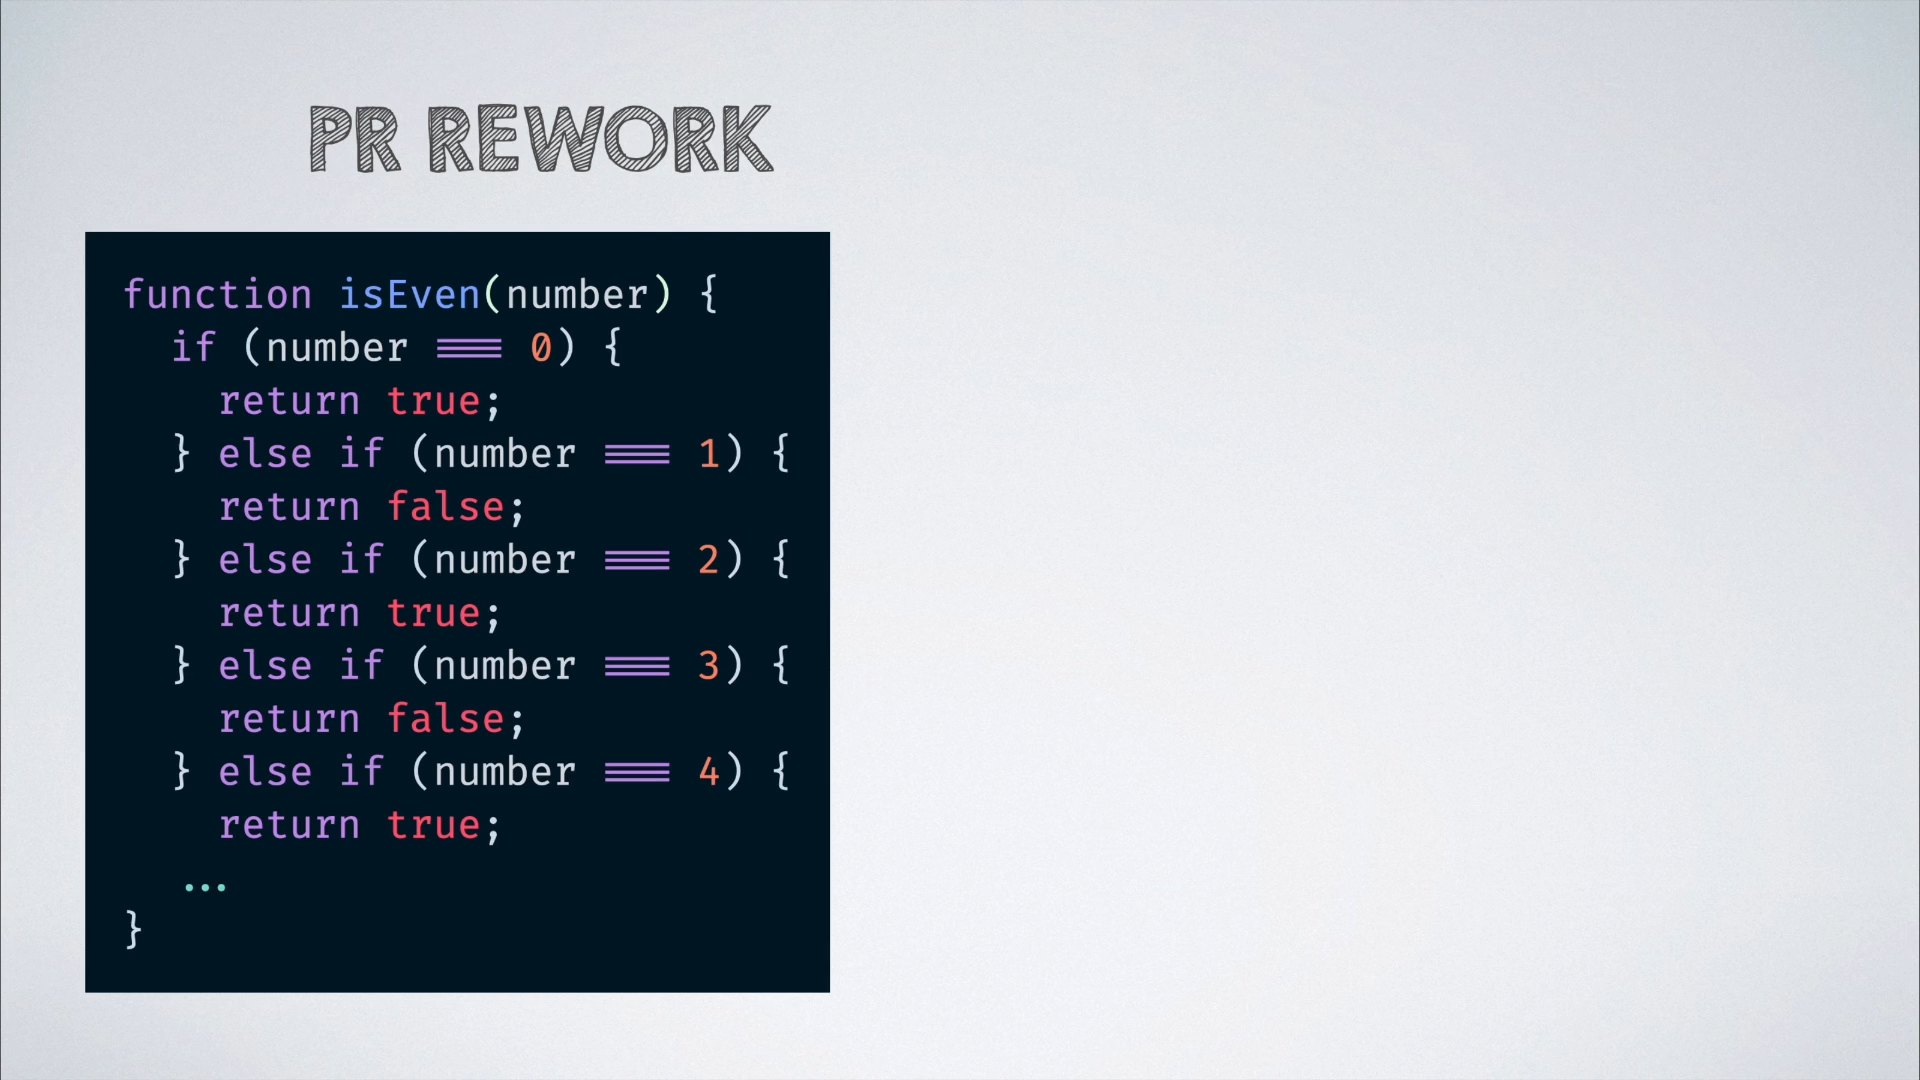 PR REWORK
function isEven(number) {
  if (number === 0) {
    return true;
  } else if (number === 1) {
    return false;
  } else if (number === 2) {
    return true;
  } else if (number === 3) {
    return false;
  } else if (number === 4) {
    return true;
  ...
}